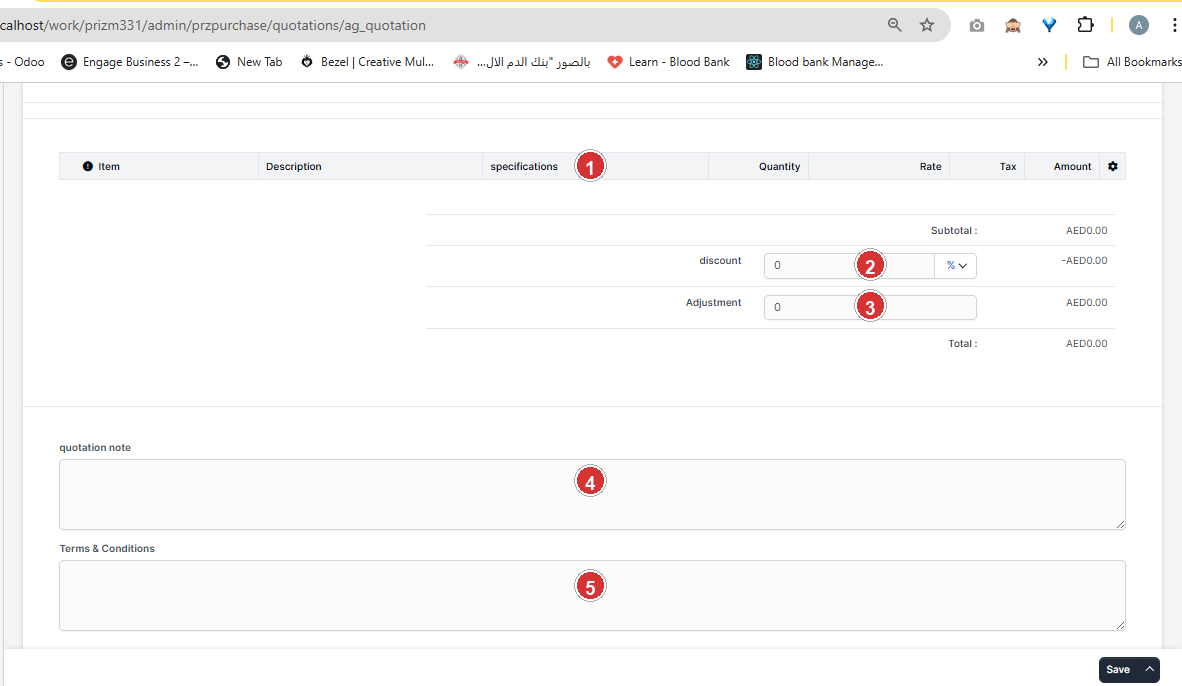 calhost/work/prizm331/admin/przpurchase/quotations/ag_quotation
A
s - Odoo
Engage Business 2 –...
New Tab
Bezel | Creative Mul...
بالصور "بنك الدم الال...
Learn - Blood Bank
Blood bank Manage...
»
All Bookmarks
Item Description specifications 1 Quantity Rate Tax Amount
Subtotal : AED0.00
discount 0 2 % -AED0.00
Adjustment 0 3 AED0.00
Total : AED0.00
quotation note
4
Terms & Conditions
5
Save